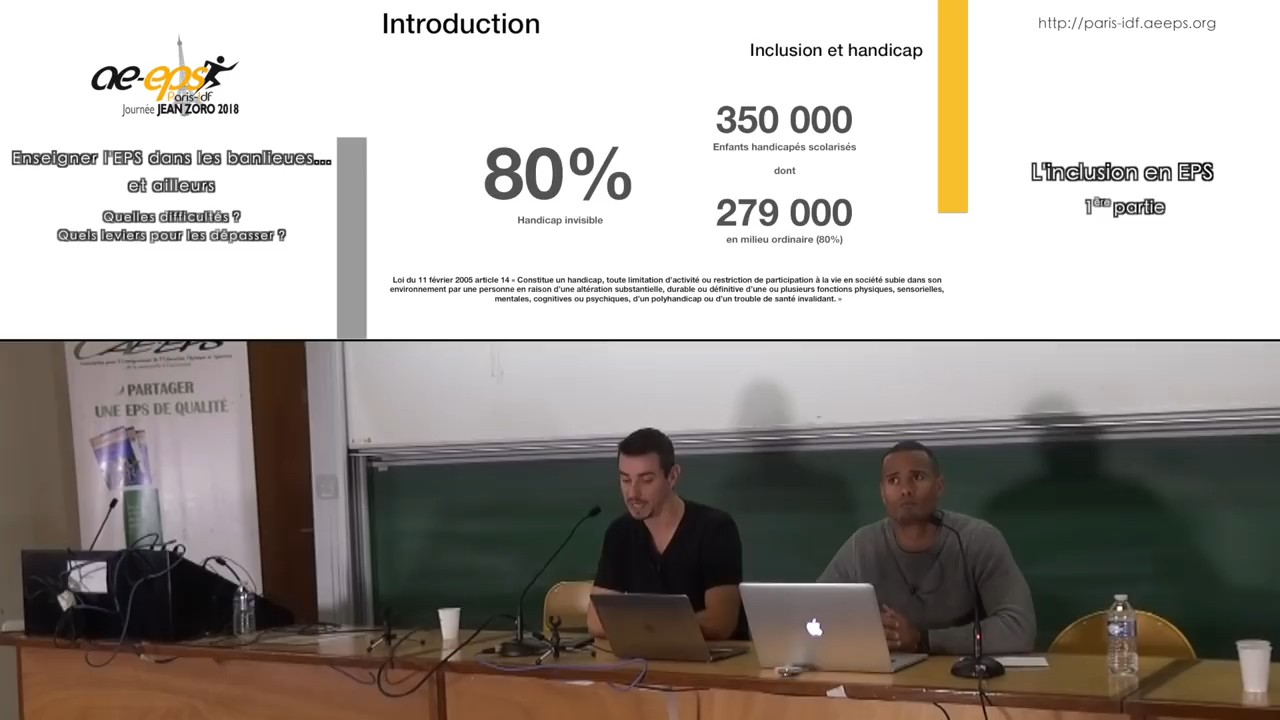 ae-eps
Paris-IdF
Journée JEAN ZORO 2018
Enseigner l'EPS dans les banlieues...
et ailleurs
Quelles difficultés ?
Quels leviers pour les dépasser ?
Introduction
Inclusion et handicap
80%
Handicap invisible
350 000
Enfants handicapés scolarisés
dont
279 000
en milieu ordinaire (80%)
Loi du 11 février 2005 article 14 « Constitue un handicap, toute limitation d'activité ou restriction de participation à la vie en société subie dans son
environnement par une personne en raison d'une altération substantielle, durable ou définitive d'une ou plusieurs fonctions physiques, sensorielles,
mentales, cognitives ou psychiques, d'un polyhandicap ou d'un trouble de santé invalidant. »
http://paris-idf.aeeps.org
L'inclusion en EPS
1ère partie
PARTAGER
UNE EPS DE QUALITÉ